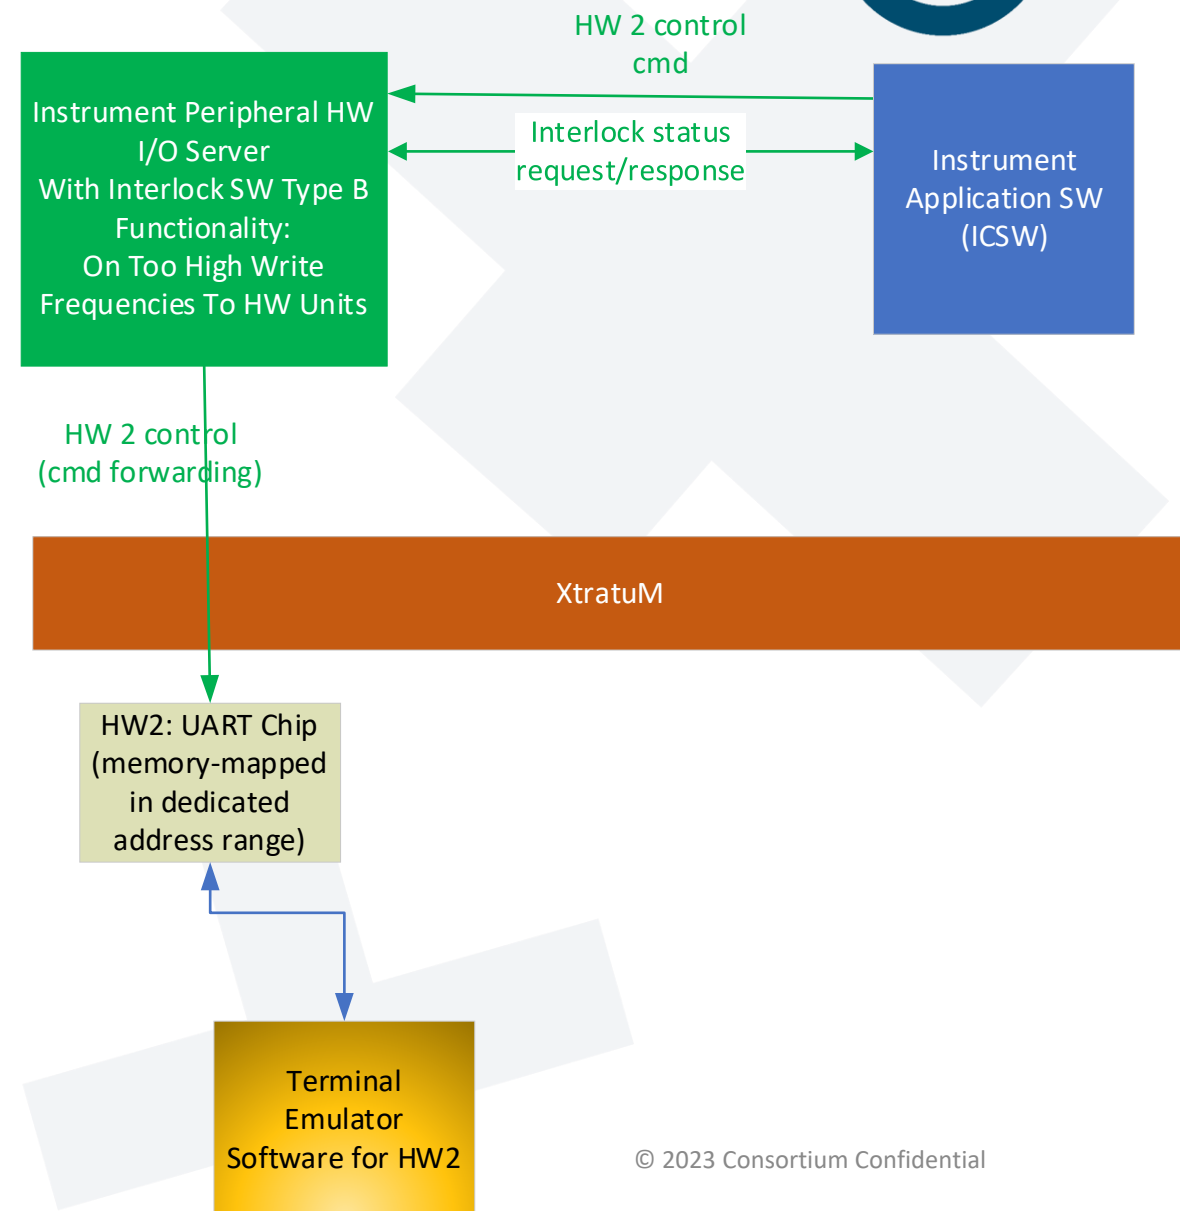 HW 2 control
cmd
Instrument Peripheral HW
I/O Server
With Interlock SW Type B
Functionality:
On Too High Write
Frequencies To HW Units
Interlock status
request/response
Instrument
Application SW
(ICSW)
HW 2 control
(cmd forwarding)
XtratuM
HW2: UART Chip
(memory-mapped
in dedicated
address range)
Terminal
Emulator
Software for HW2
© 2023 Consortium Confidential